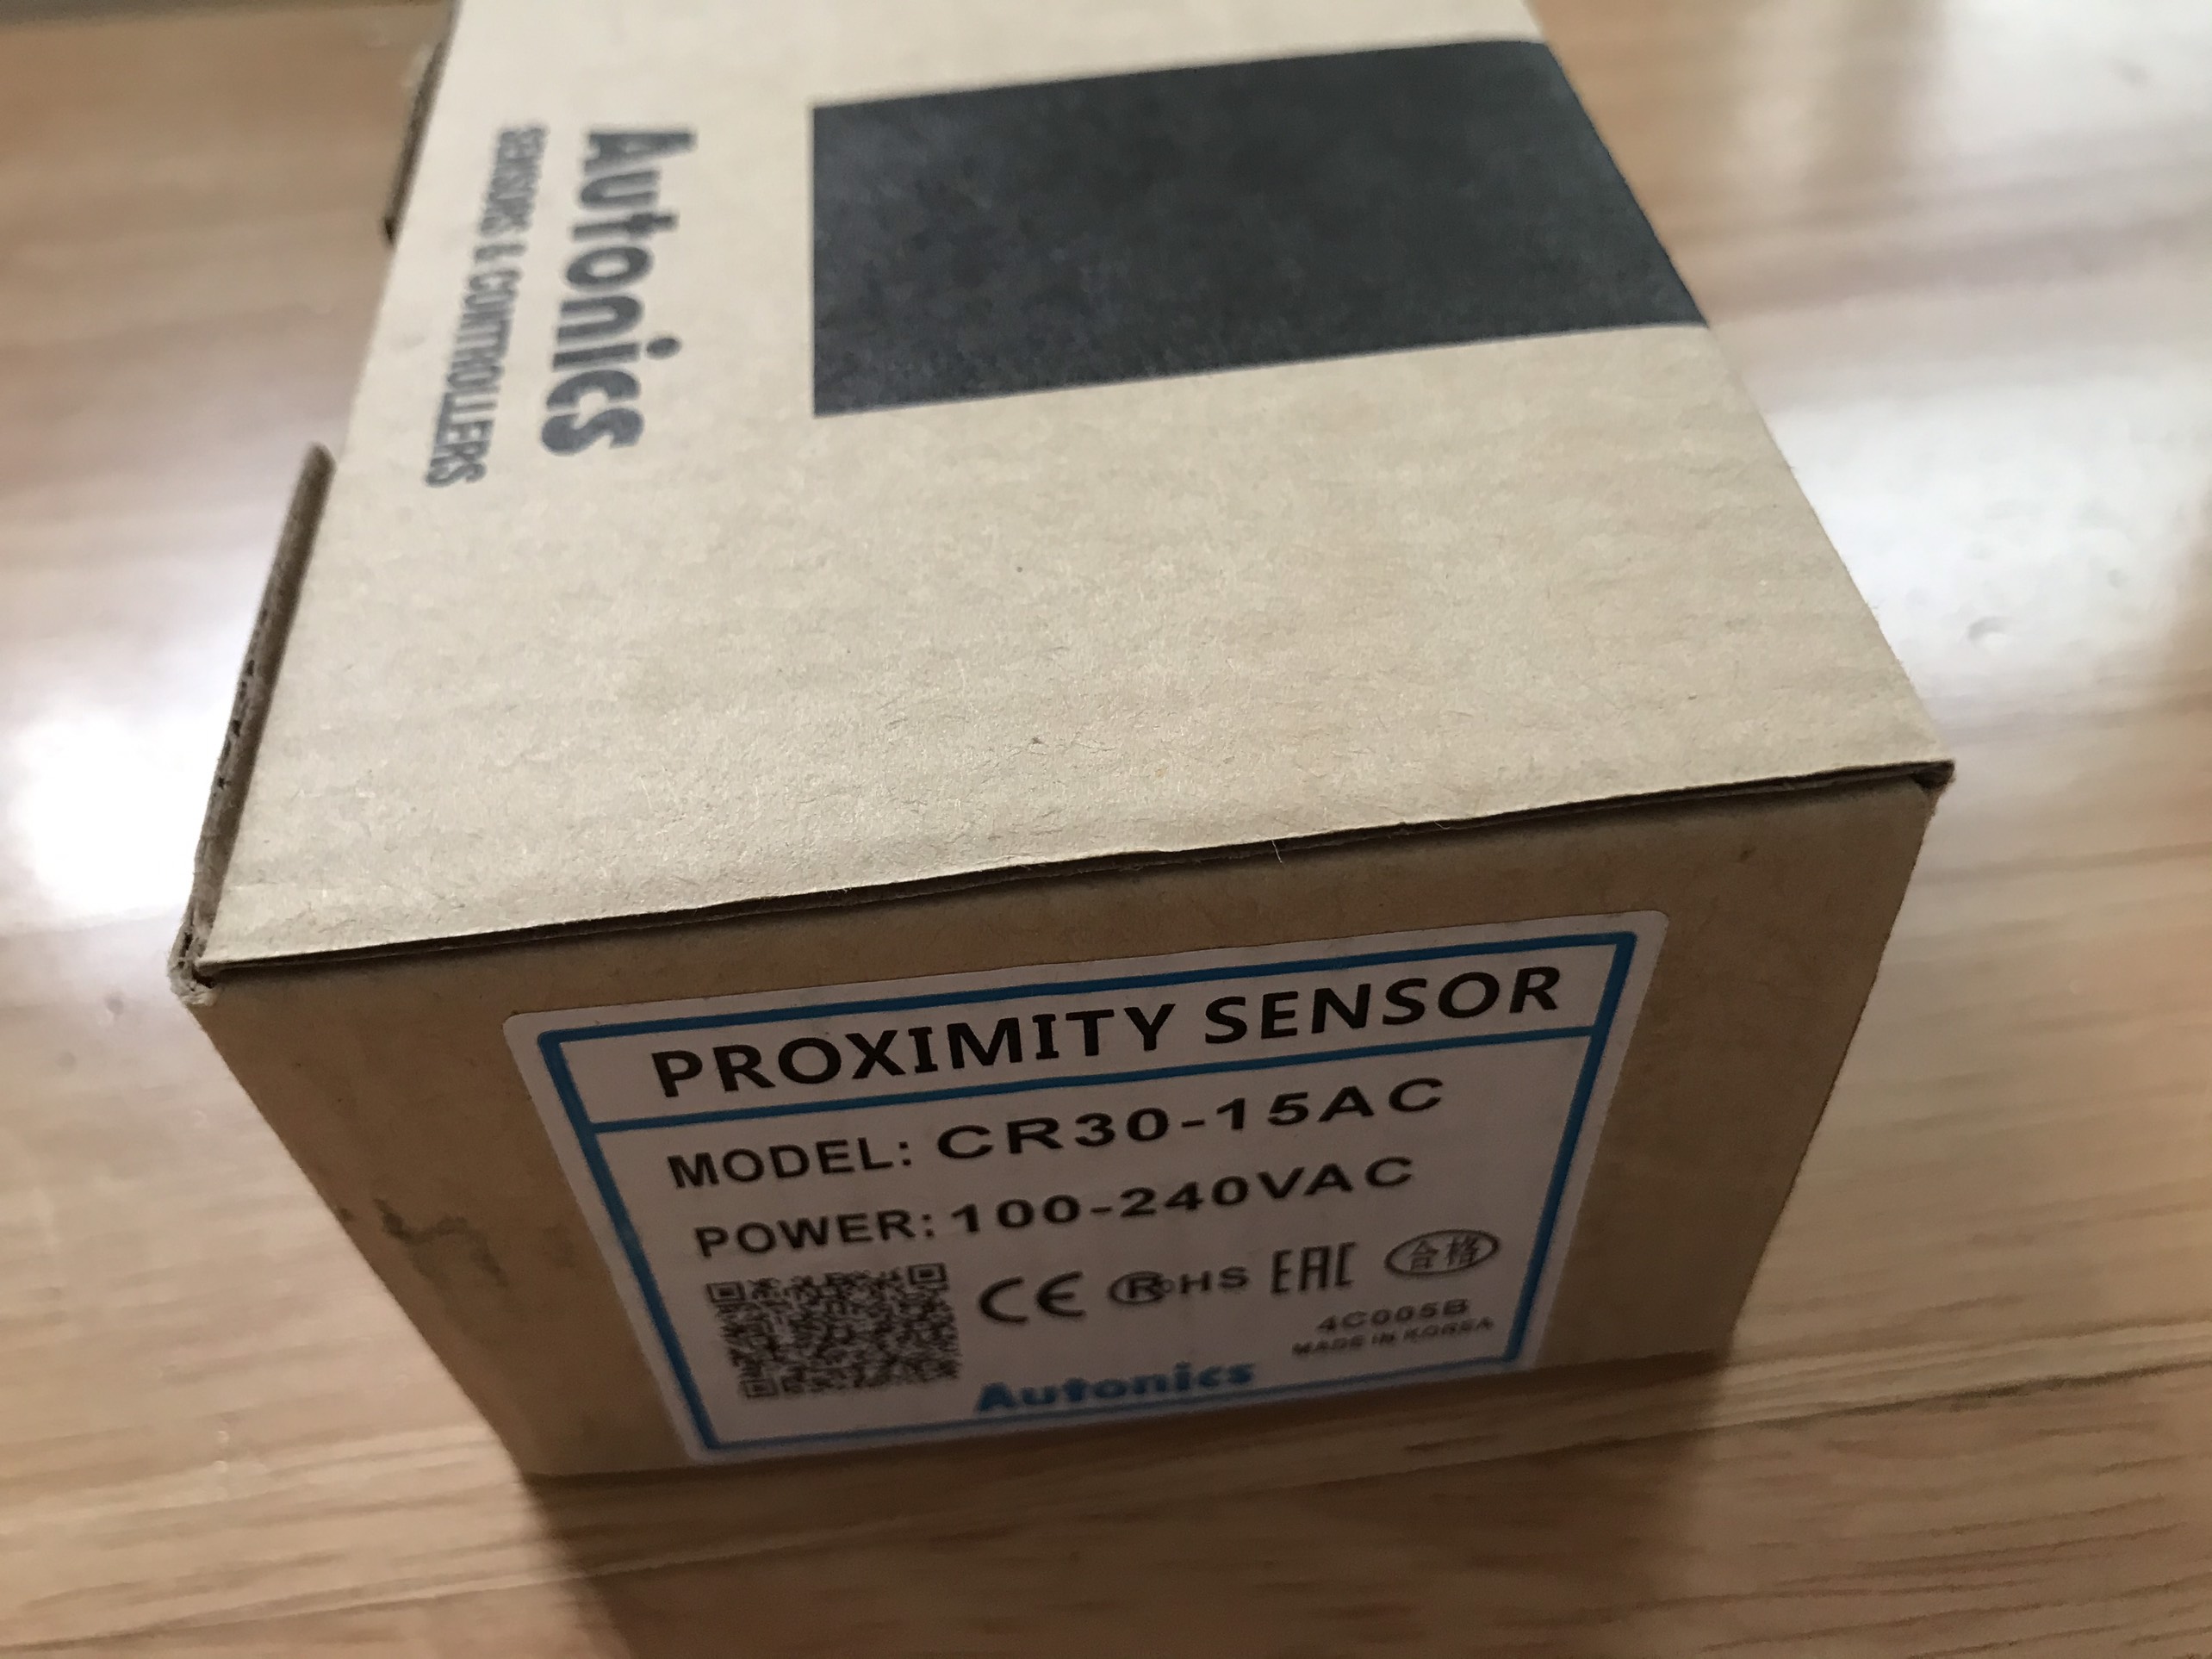 Autonics
SENSORS & CONTROLLERS
PROXIMITY SENSOR
MODEL: CR30-15AC
POWER: 100-240VAC
CE RoHS EAC 合格
4C005B
MADE IN KOREA
Autonics